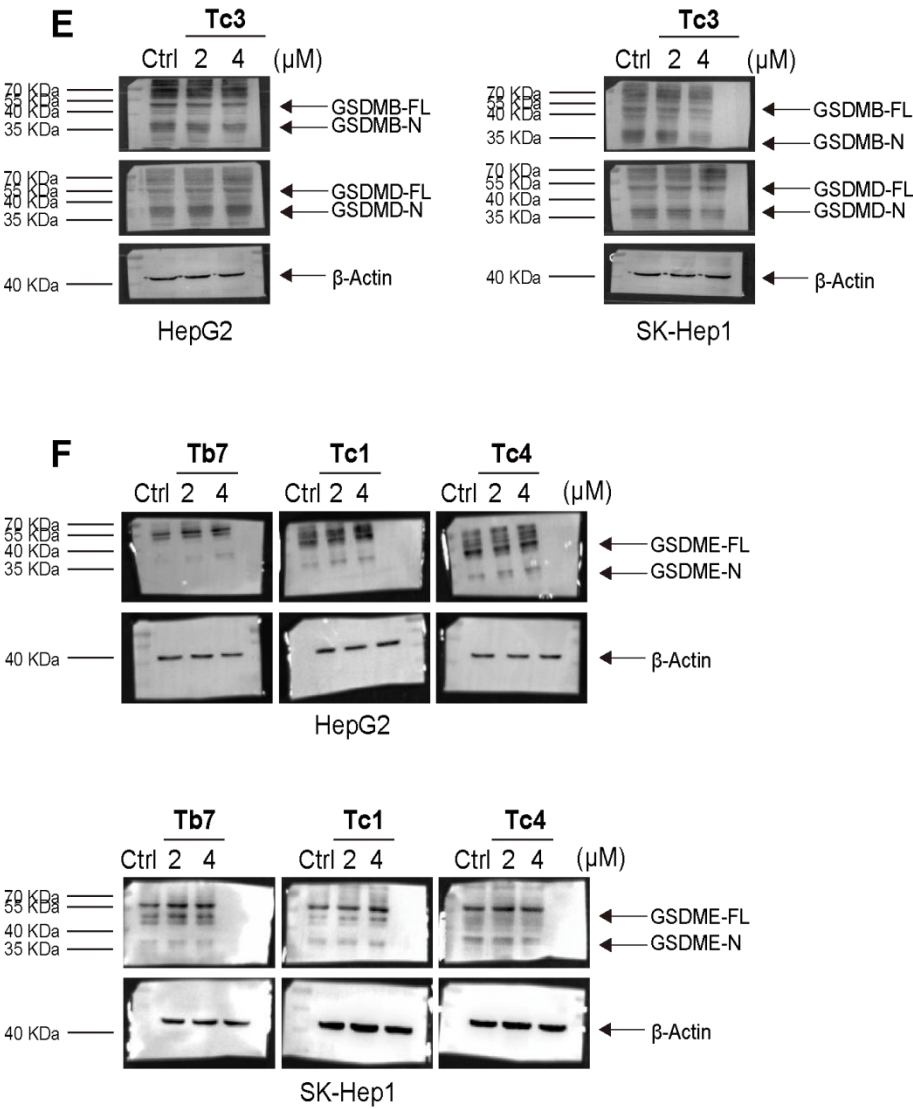 E
Tc3
Ctrl 2 4 (μM)
70 KDa
55 KDa
40 KDa
35 KDa
GSDMB-FL
GSDMB-N
70 KDa
55 KDa
40 KDa
35 KDa
GSDMD-FL
GSDMD-N
40 KDa
β-Actin
HepG2
Tc3
Ctrl 2 4 (μM)
70 KDa
55 KDa
40 KDa
35 KDa
GSDMB-FL
GSDMB-N
70 KDa
55 KDa
40 KDa
35 KDa
GSDMD-FL
GSDMD-N
40 KDa
β-Actin
SK-Hep1
F
Tb7 Tc1 Tc4
Ctrl 2 4 Ctrl 2 4 Ctrl 2 4 (μM)
70 KDa
55 KDa
40 KDa
35 KDa
GSDME-FL
GSDME-N
40 KDa
β-Actin
HepG2
Tb7 Tc1 Tc4
Ctrl 2 4 Ctrl 2 4 Ctrl 2 4 (μM)
70 KDa
55 KDa
40 KDa
35 KDa
GSDME-FL
GSDME-N
40 KDa
β-Actin
SK-Hep1